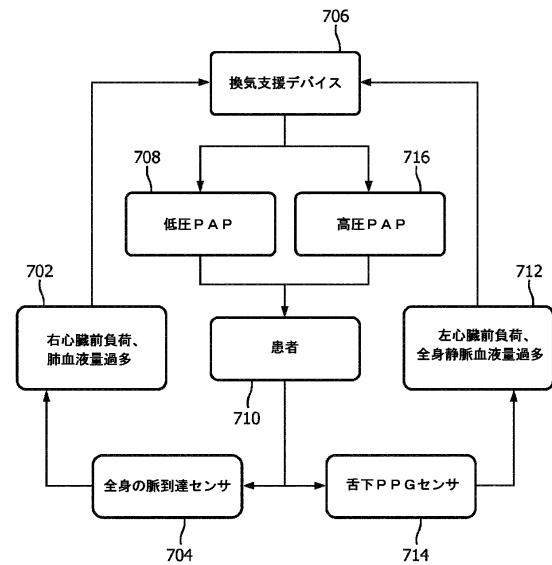 706
換気支援デバイス
708
716
低圧PAP
高圧PAP
702
712
右心臓前負荷、
肺血液量過多
患者
左心臓前負荷、
全身静脈血液量過多
710
全身の脈到達センサ
舌下PPGセンサ
704
714